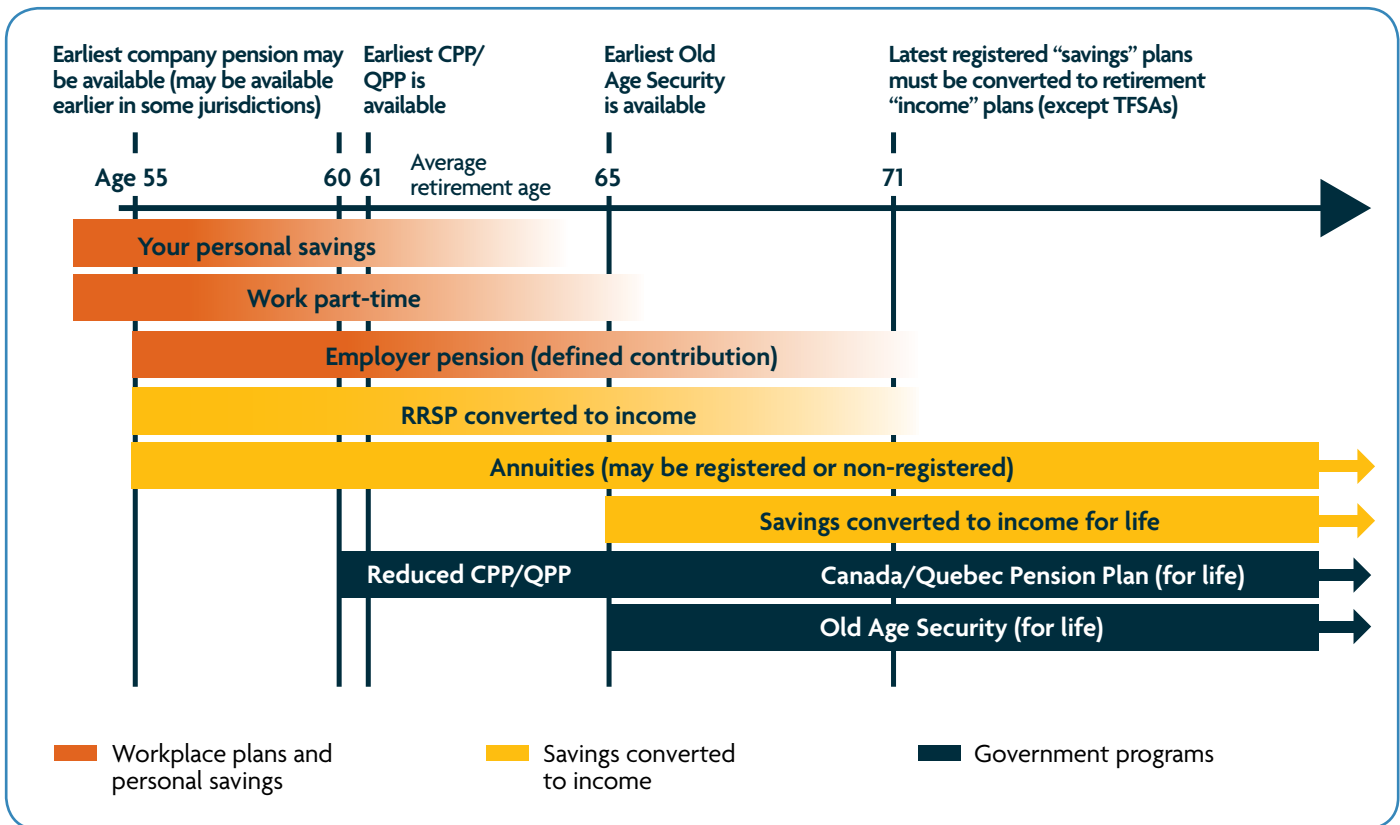 Earliest company pension may
be available (may be available
earlier in some jurisdictions)
Earliest CPP/
QPP is
available
Earliest Old
Age Security
is available
Latest registered “savings” plans
must be converted to retirement
“income” plans (except TFSAs)
Age 55
60
61
Average
retirement age
65
71
Your personal savings
Work part-time
Employer pension (defined contribution)
RRSP converted to income
Annuities (may be registered or non-registered)
Savings converted to income for life
Reduced CPP/QPP
Canada/Quebec Pension Plan (for life)
Old Age Security (for life)
Workplace plans and
personal savings
Savings converted
to income
Government programs